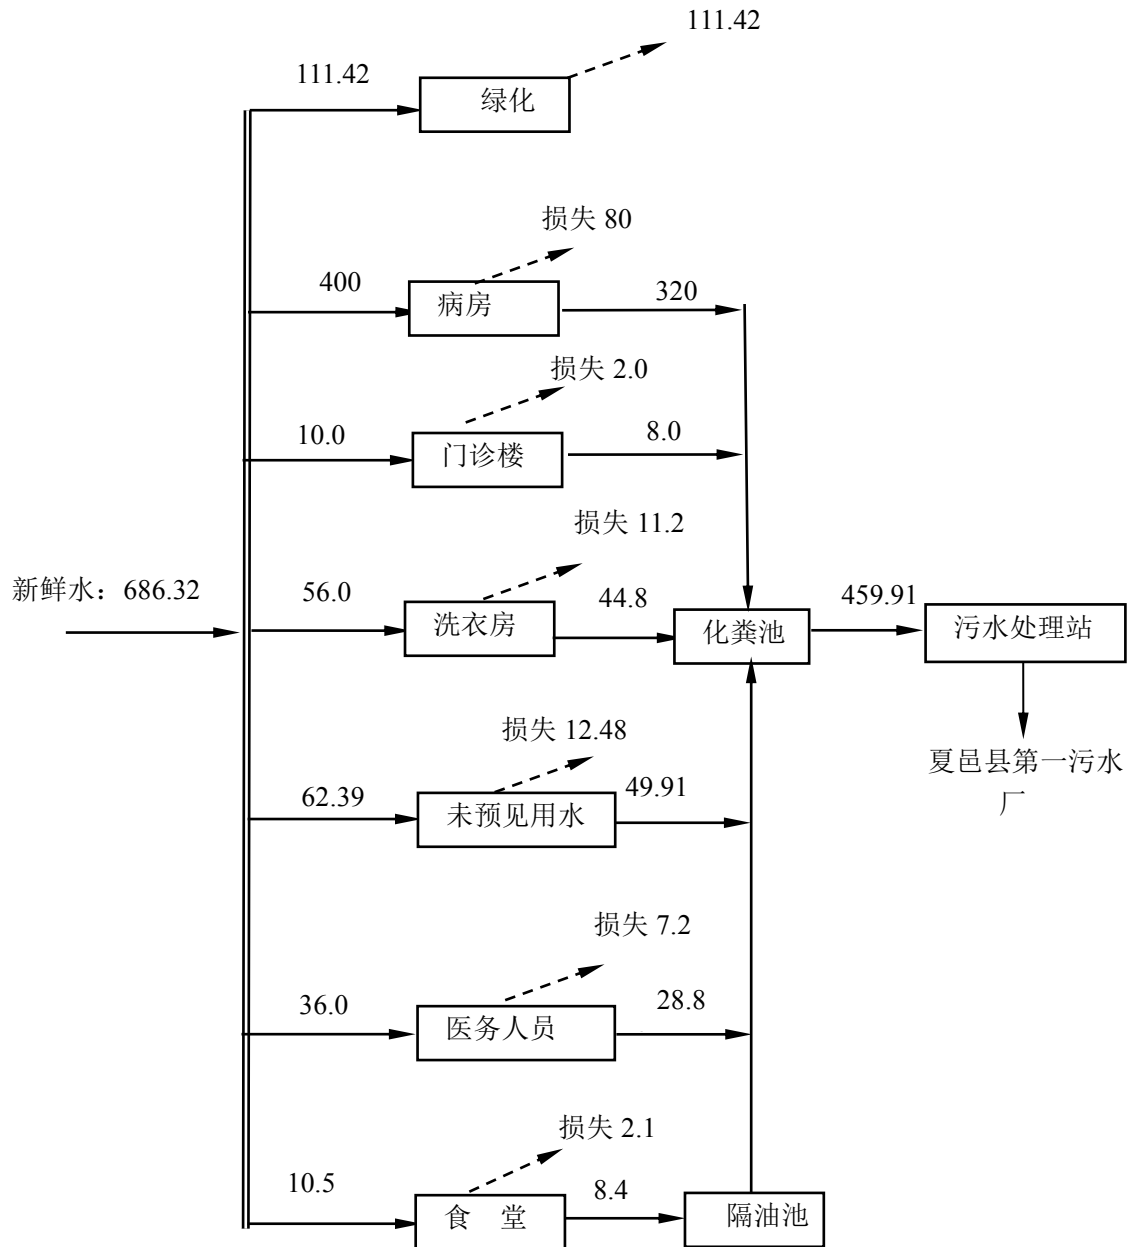 111.42
111.42
绿化
损失 80
400
病房
320
损失 2.0
10.0
门诊楼
8.0
损失 11.2
新鲜水：686.32
56.0
洗衣房
44.8
化粪池
459.91
污水处理站
损失 12.48
62.39
未预见用水
49.91
夏邑县第一污水
厂
损失 7.2
36.0
医务人员
28.8
损失 2.1
10.5
食 堂
8.4
隔油池